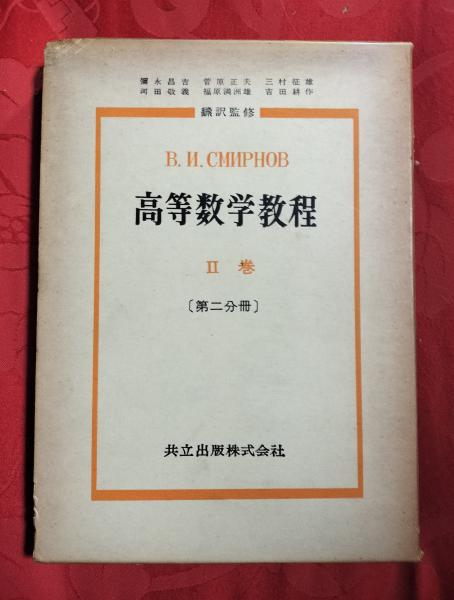 彌永昌吉 菅原正夫 三村征雄
河田敬義 福原満洲雄 吉田耕作
飜訳監修
В. И. СМИРНОВ
高等数学教程
II 巻
〔第二分冊〕
共立出版株式会社